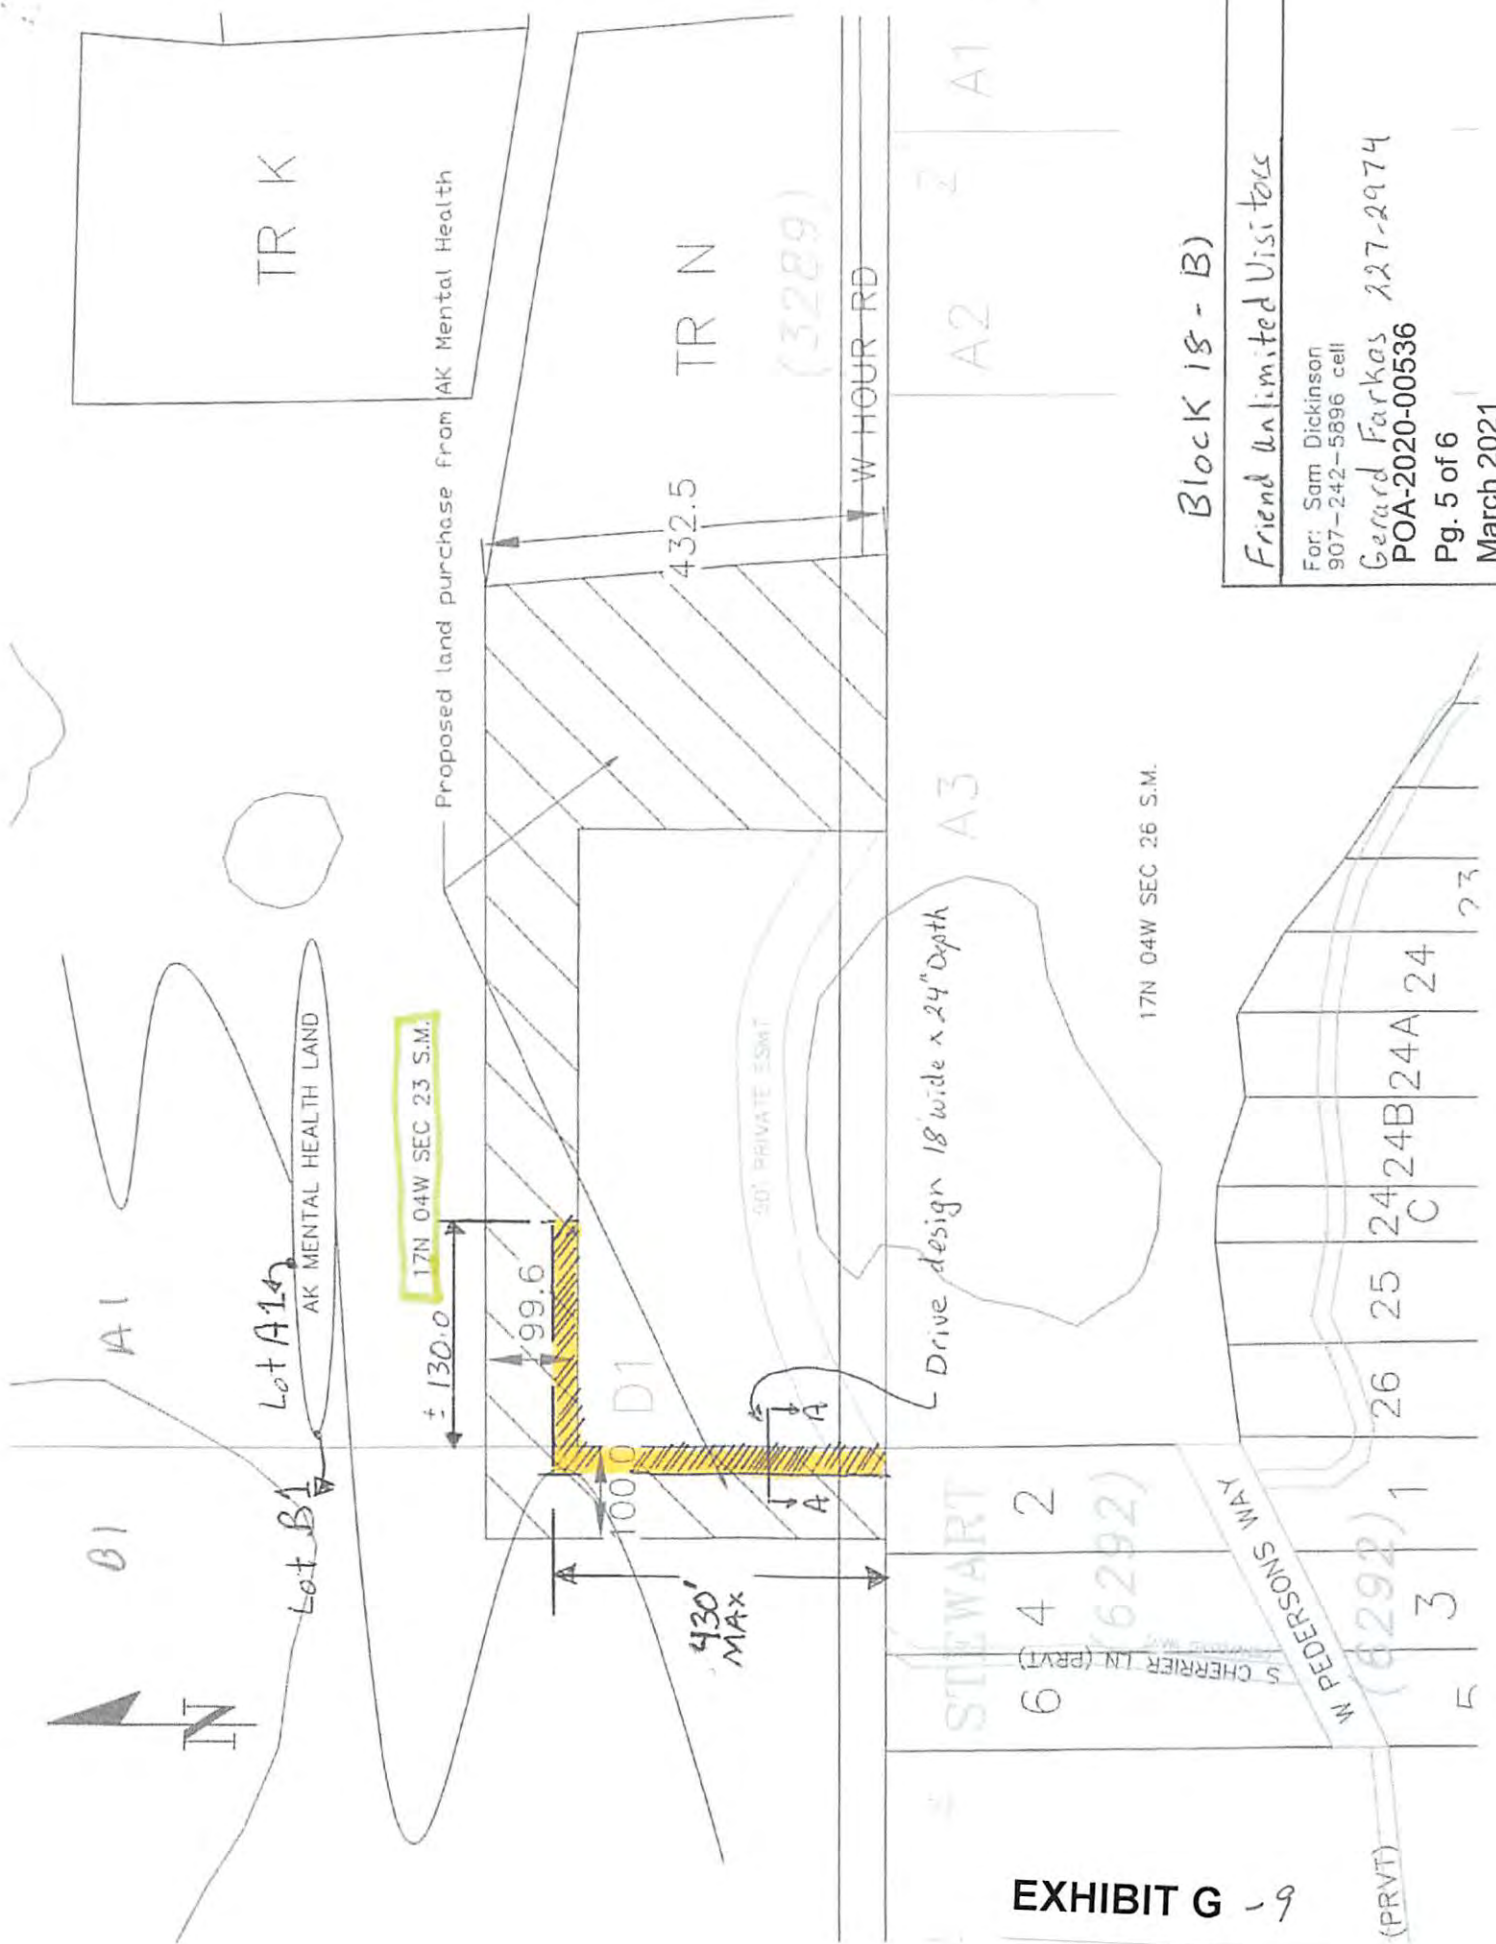 TR K
Proposed land purchase from AK Mental Health
TR N
(3289)
432.5
W HOUR RD
A1
2
A2
A3
B1
A1
Lot A1
Lot B1
AK MENTAL HEALTH LAND
17N 04W SEC 23 S.M.
± 130.0
99.6
D1
100.0
430'
MAX
A
A
60' PRIVATE ESMT
Drive design 18' wide x 24" Depth
17N 04W SEC 26 S.M.
N
STEWART
6 4 2
(6292)
S CHERRIER LN (PRVT)
W PEDERSONS WAY
(6292)
5 3 1
26 25 24C 24B 24A 24 23
(PRVT)
Block 18 - B)
Friend Unlimited Visitors
For: Sam Dickinson
907-242-5896 cell
Gerard Farkas 227-2974
POA-2020-00536
Pg. 5 of 6
March 2021
EXHIBIT G - 9